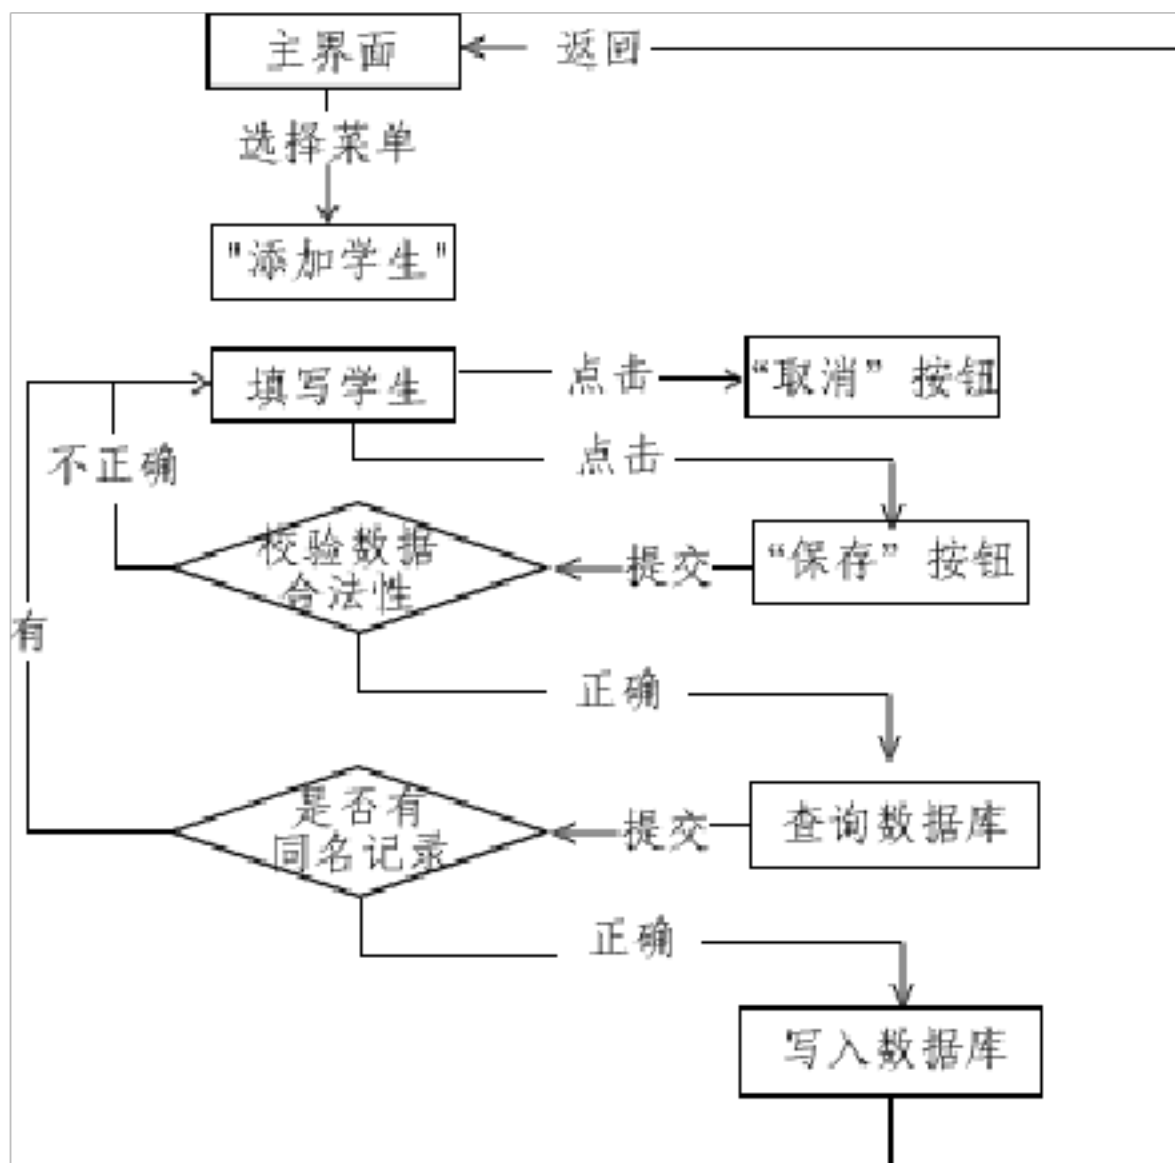 主界面
返回
选择菜单
"添加学生"
填写学生
点击
“取消”按钮
不正确
点击
校验数据
合法性
提交
“保存”按钮
有
正确
是否有
同名记录
提交
查询数据库
正确
写入数据库